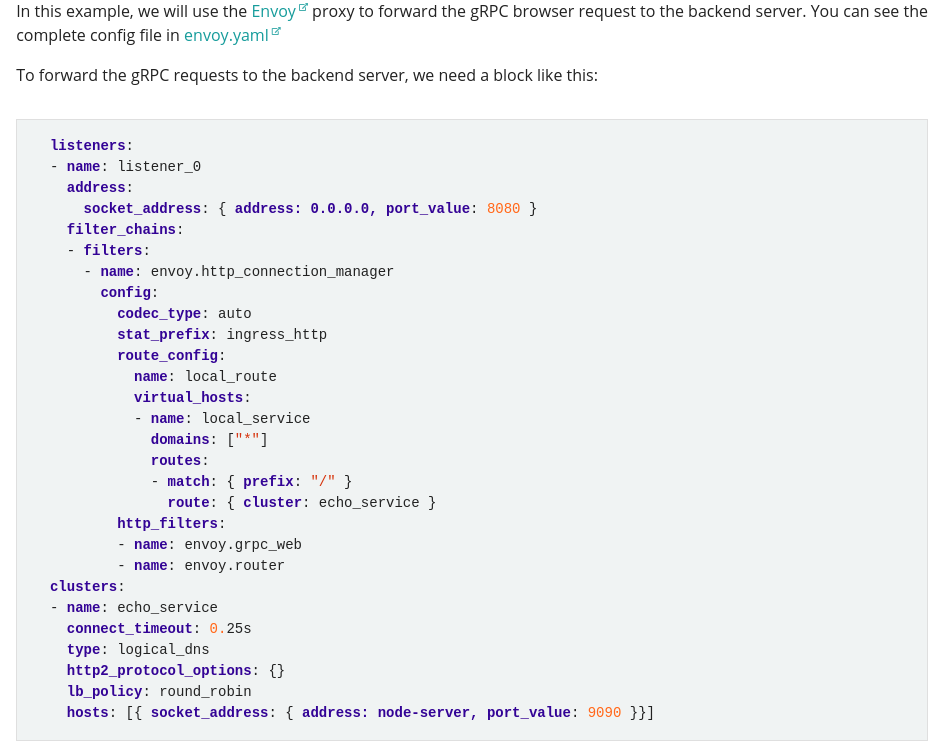 In this example, we will use the Envoy proxy to forward the gRPC browser request to the backend server. You can see the
complete config file in envoy.yaml
To forward the gRPC requests to the backend server, we need a block like this:
listeners:
- name: listener_0
  address:
    socket_address: { address: 0.0.0.0, port_value: 8080 }
  filter_chains:
  - filters:
    - name: envoy.http_connection_manager
      config:
        codec_type: auto
        stat_prefix: ingress_http
        route_config:
          name: local_route
          virtual_hosts:
          - name: local_service
            domains: ["*"]
            routes:
            - match: { prefix: "/" }
              route: { cluster: echo_service }
        http_filters:
        - name: envoy.grpc_web
        - name: envoy.router
clusters:
- name: echo_service
  connect_timeout: 0.25s
  type: logical_dns
  http2_protocol_options: {}
  lb_policy: round_robin
  hosts: [{ socket_address: { address: node-server, port_value: 9090 }}]